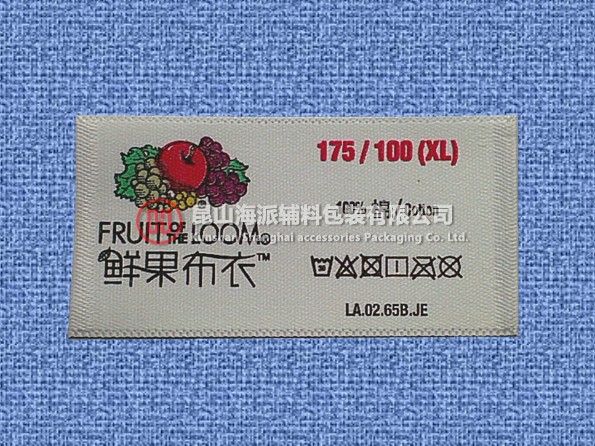 175 / 100 (XL)
100% 棉/Cotton
昆山海派辅料包装有限公司
Kunshan Shanghai accessories Packaging Co. Ltd.
FRUIT OF THE LOOM®
鲜果布衣™
LA.02.65B.JE